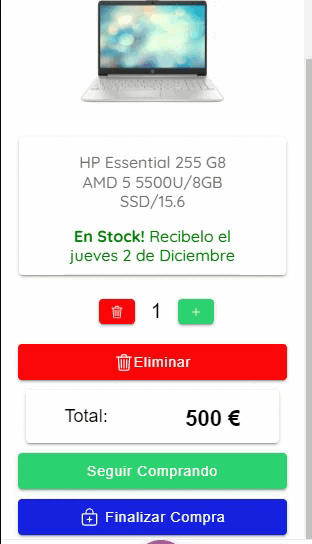 HP Essential 255 G8
AMD 5 5500U/8GB
SSD/15.6
En Stock! Recibelo el
jueves 2 de Diciembre
1 +
Eliminar
Total: 500 €
Seguir Comprando
Finalizar Compra